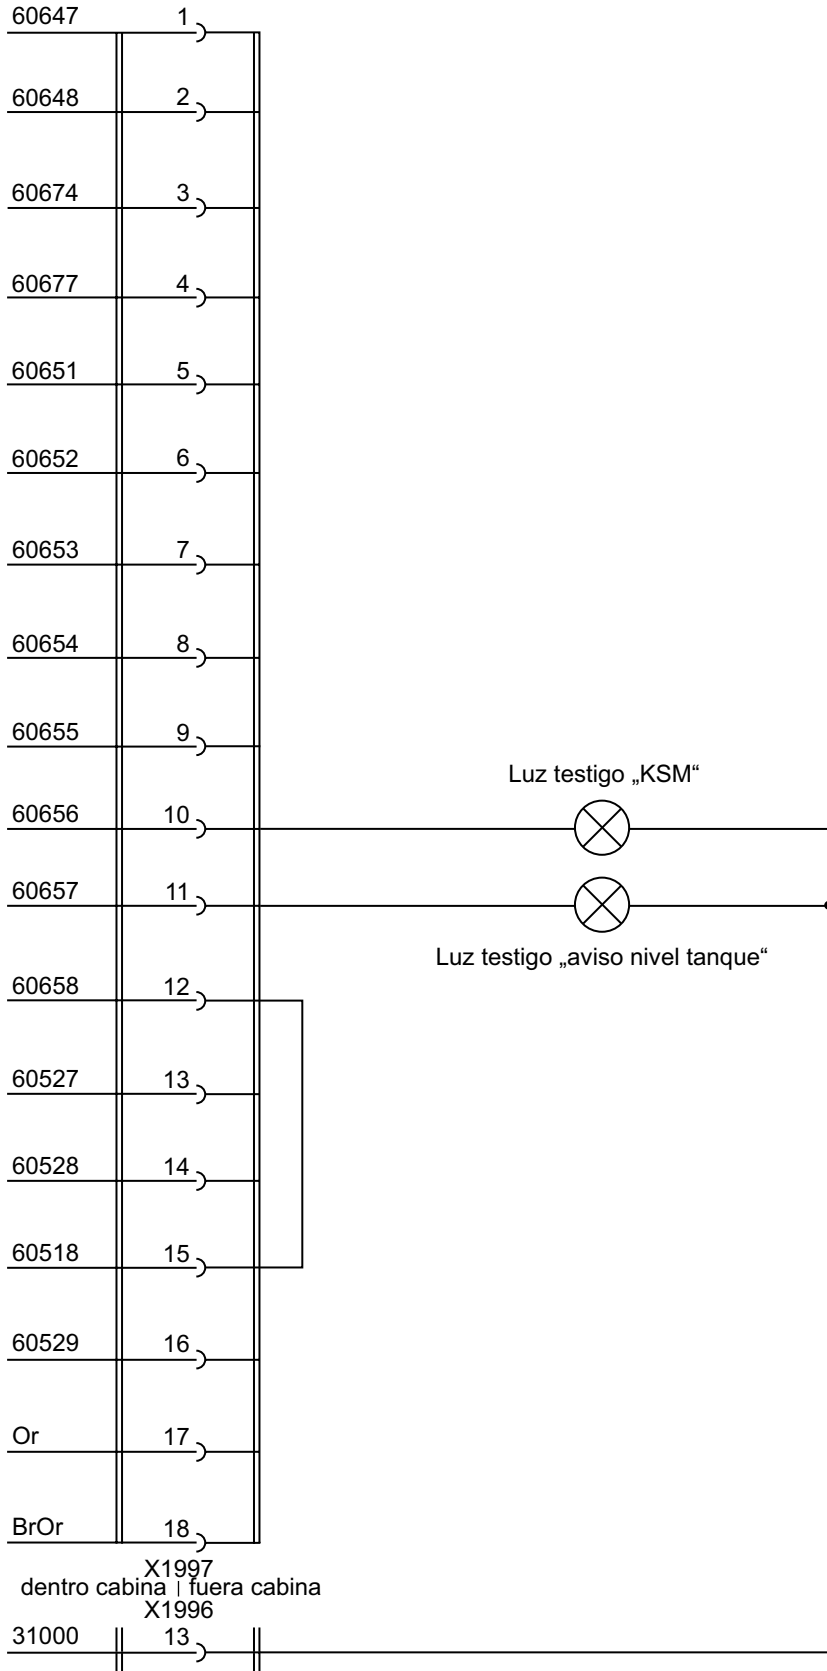 60647 1
60648 2
60674 3
60677 4
60651 5
60652 6
60653 7
60654 8
60655 9
Luz testigo „KSM“
60656 10
60657 11
Luz testigo „aviso nivel tanque“
60658 12
60527 13
60528 14
60518 15
60529 16
Or 17
BrOr 18
X1997
dentro cabina | fuera cabina
X1996
31000 13